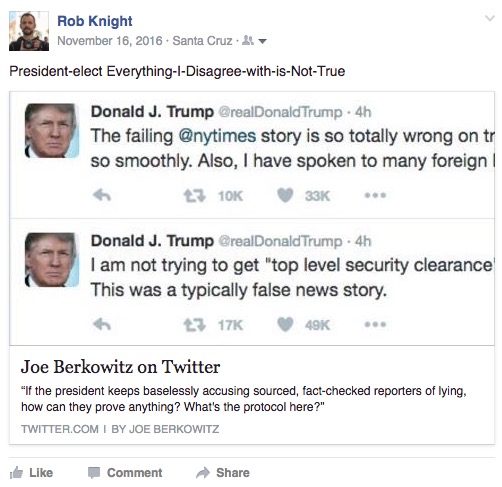 Rob Knight
November 16, 2016 · Santa Cruz ·
President-elect Everything-I-Disagree-with-is-Not-True
Donald J. Trump @realDonaldTrump · 4h
The failing @nytimes story is so totally wrong on tr
so smoothly. Also, I have spoken to many foreign l
10K 33K
Donald J. Trump @realDonaldTrump · 4h
I am not trying to get "top level security clearance
This was a typically false news story.
17K 49K
Joe Berkowitz on Twitter
“If the president keeps baselessly accusing sourced, fact-checked reporters of lying,
how can they prove anything? What's the protocol here?”
TWITTER.COM | BY JOE BERKOWITZ
Like Comment Share